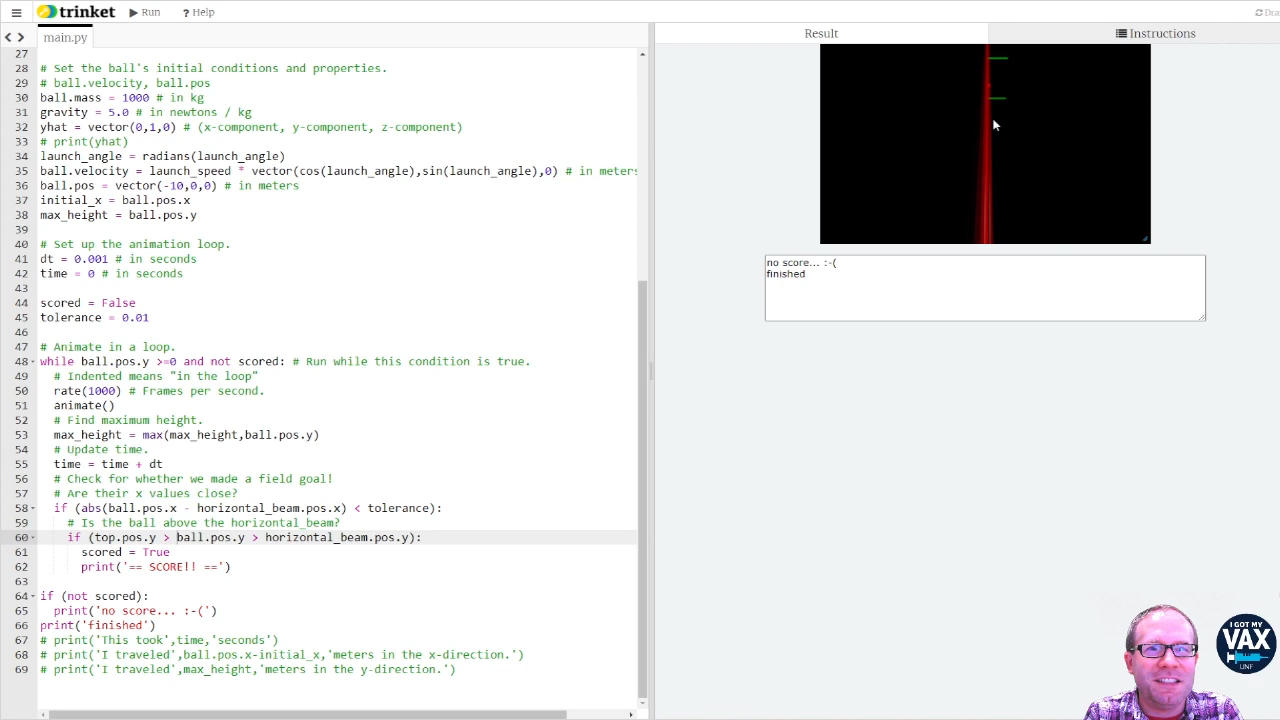 trinket
Run
Help
Dra
main.py
Result
Instructions
27
28 # Set the ball's initial conditions and properties.
29 # ball.velocity, ball.pos
30 ball.mass = 1000 # in kg
31 gravity = 5.0 # in newtons / kg
32 yhat = vector(0,1,0) # (x-component, y-component, z-component)
33 # print(yhat)
34 launch_angle = radians(launch_angle)
35 ball.velocity = launch_speed * vector(cos(launch_angle),sin(launch_angle),0) # in meters
36 ball.pos = vector(-10,0,0) # in meters
37 initial_x = ball.pos.x
38 max_height = ball.pos.y
39
40 # Set up the animation loop.
41 dt = 0.001 # in seconds
42 time = 0 # in seconds
43
44 scored = False
45 tolerance = 0.01
46
47 # Animate in a loop.
48 while ball.pos.y >=0 and not scored: # Run while this condition is true.
49 # Indented means "in the loop"
50 rate(1000) # Frames per second.
51 animate()
52 # Find maximum height.
53 max_height = max(max_height,ball.pos.y)
54 # Update time.
55 time = time + dt
56 # Check for whether we made a field goal!
57 # Are their x values close?
58 if (abs(ball.pos.x - horizontal_beam.pos.x) < tolerance):
59 # Is the ball above the horizontal_beam?
60 if (top.pos.y > ball.pos.y > horizontal_beam.pos.y):
61 scored = True
62 print('== SCORE!! ==')
63
64 if (not scored):
65 print('no score... :-(')
66 print('finished')
67 # print('This took',time,'seconds')
68 # print('I traveled',ball.pos.x-initial_x,'meters in the x-direction.')
69 # print('I traveled',max_height,'meters in the y-direction.')
no score... :-(
finished
I GOT MY
VAX
UNF